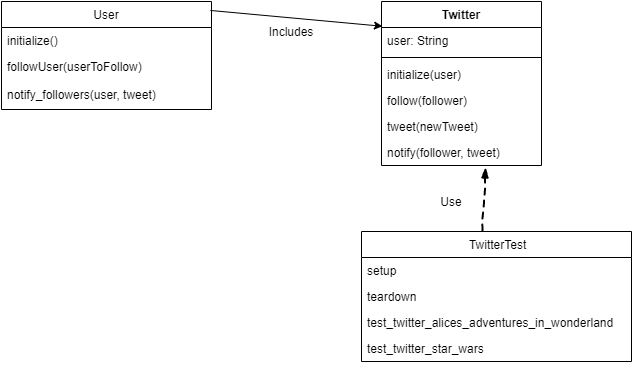 User
initialize()
followUser(userToFollow)
notify_followers(user, tweet)
Includes
Twitter
user: String
initialize(user)
follow(follower)
tweet(newTweet)
notify(follower, tweet)
Use
TwitterTest
setup
teardown
test_twitter_alices_adventures_in_wonderland
test_twitter_star_wars